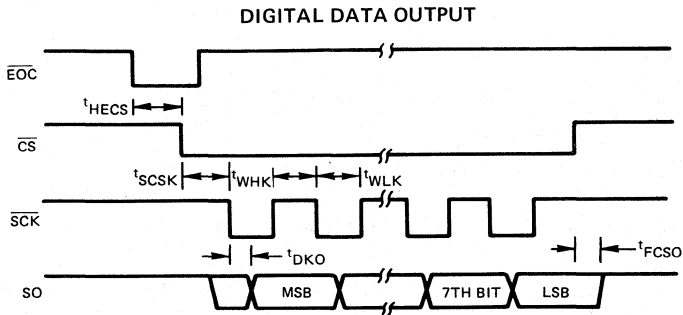 DIGITAL DATA OUTPUT
EOC
tHECS
CS
tSCSK tWHK tWLK
SCK
tDKO tFCSO
SO MSB 7TH BIT LSB